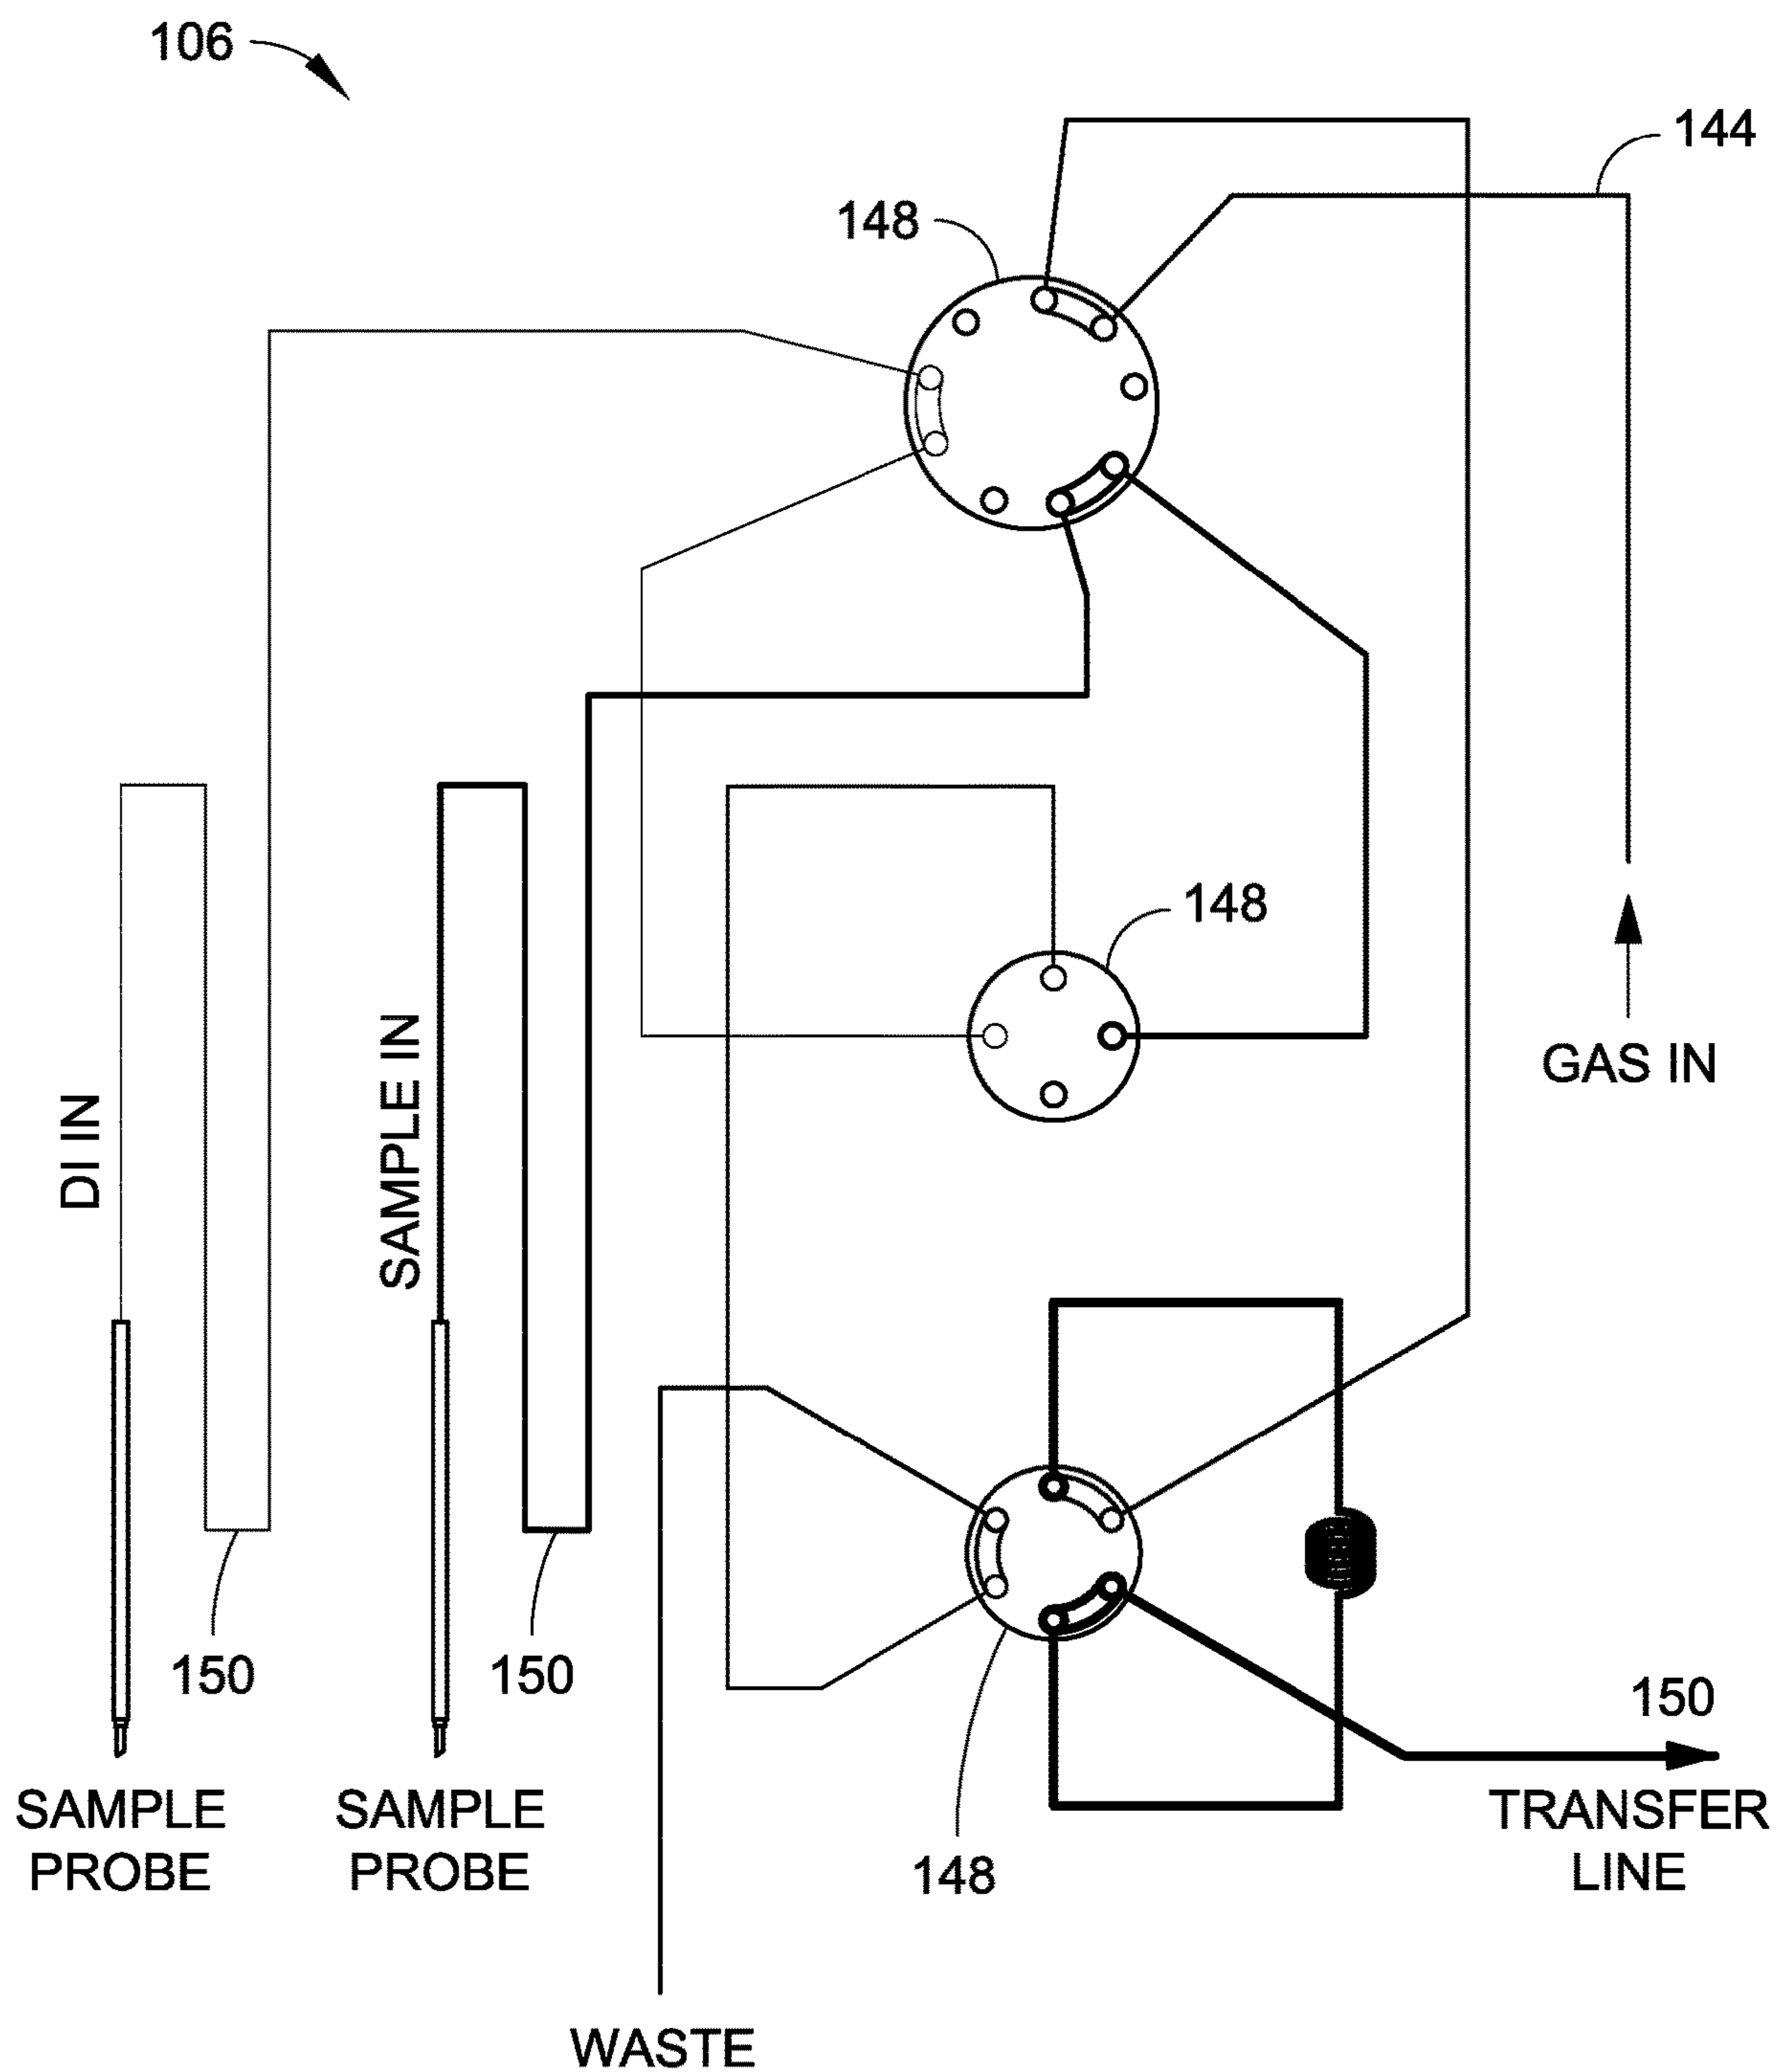 106
144
148
148
GAS IN
DI IN
SAMPLE IN
150
150
150
SAMPLE
PROBE
SAMPLE
PROBE
148
TRANSFER
LINE
WASTE